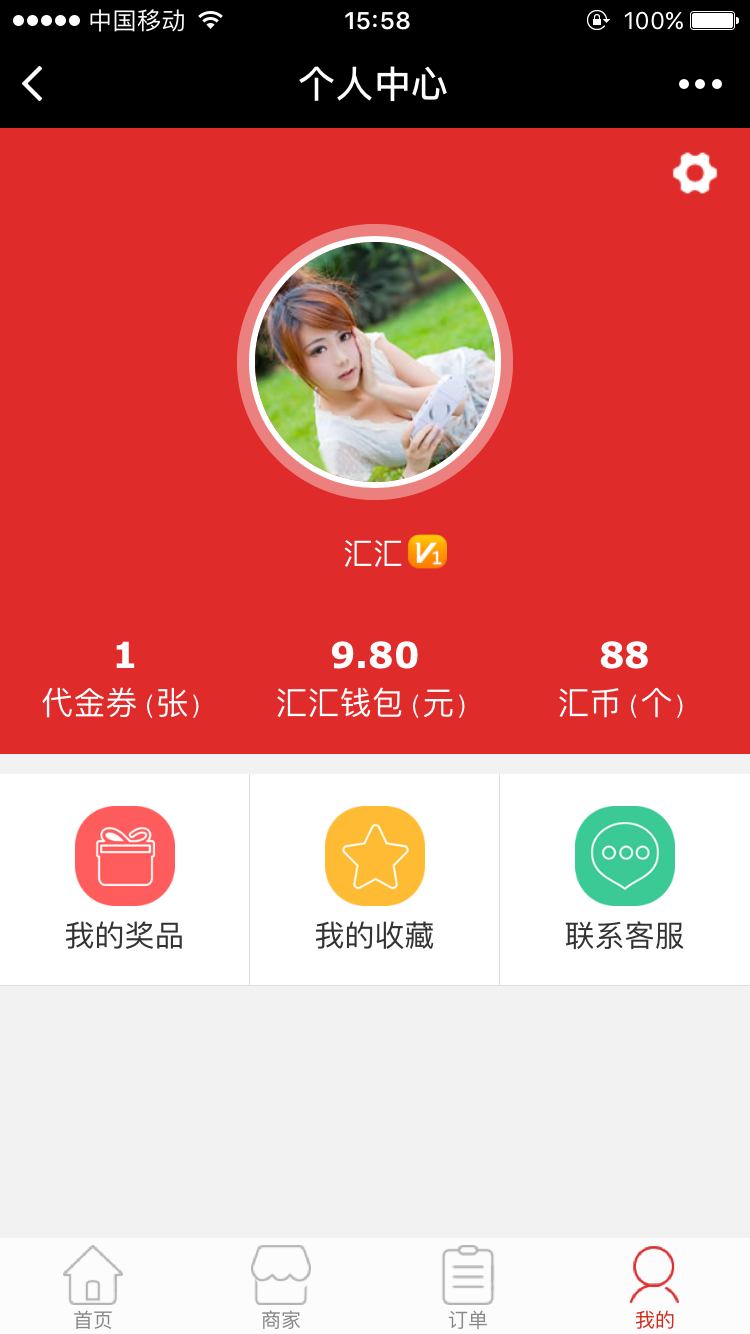 中国移动 15:58 100%
个人中心
汇汇 V1
1 9.80 88
代金券(张) 汇汇钱包(元) 汇币(个)
我的奖品 我的收藏 联系客服
首页 商家 订单 我的